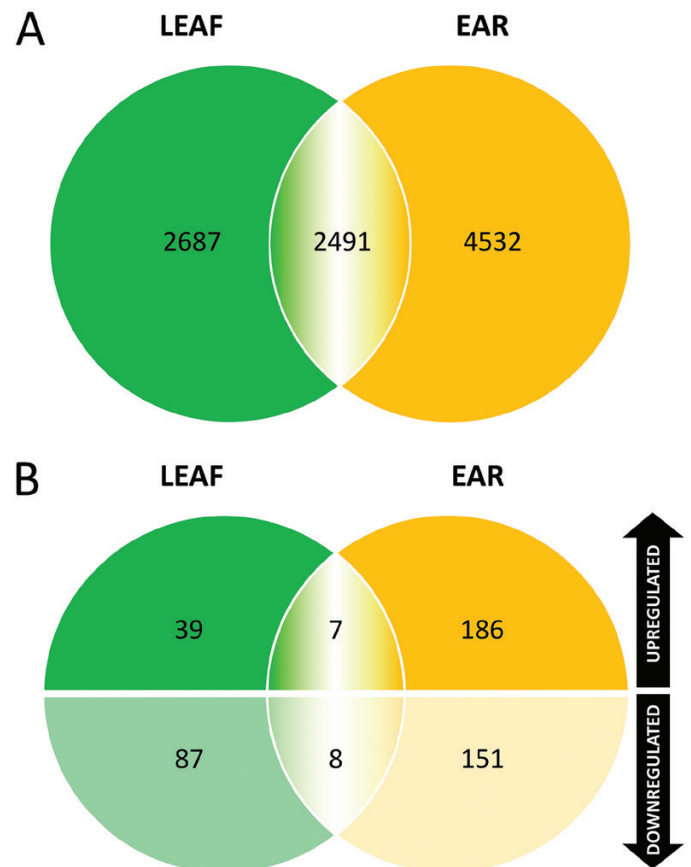 A
LEAF EAR
2687 2491 4532
B
LEAF EAR
39 7 186
UPREGULATED
87 8 151
DOWNREGULATED